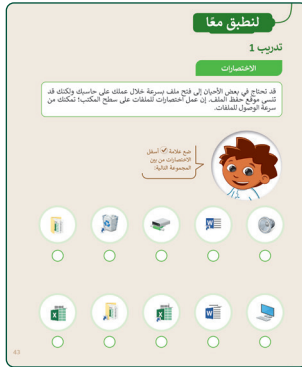 لنطبق معًا
تدريب 1
الاختصارات
قد تحتاج في بعض الأحيان إلى فتح ملف بسرعة خلال عملك على حاسبك ولكنك قد
تنسى موقع حفظ الملف. إن عمل اختصارات للملفات على سطح المكتب؛ تمكنك من
سرعة الوصول للملفات.
ضع علامة ✓ أسفل
الاختصارات من بين
المجموعة التالية:
43